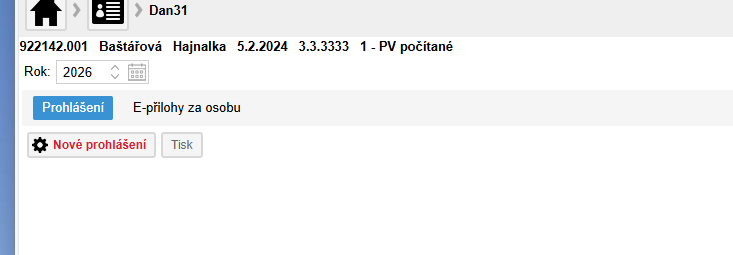 Dan31
922142.001 Baštářová Hajnalka 5.2.2024 3.3.3333 1 - PV počítané
Rok: 2026
Prohlášení E-přílohy za osobu
Nové prohlášení Tisk